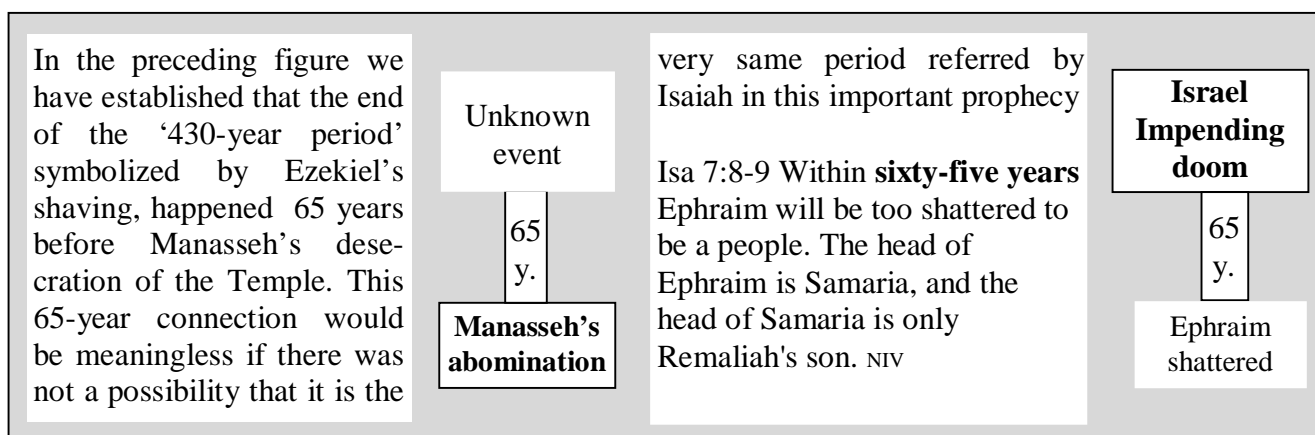 In the preceding figure we
have established that the end
of the ‘430-year period’
symbolized by Ezekiel’s
shaving, happened 65 years
before Manasseh’s dese-
cration of the Temple. This
65-year connection would
be meaningless if there was
not a possibility that it is the
Unknown
event
65
y.
Manasseh’s
abomination
very same period referred by
Isaiah in this important prophecy
Isa 7:8-9 Within sixty-five years
Ephraim will be too shattered to
be a people. The head of
Ephraim is Samaria, and the
head of Samaria is only
Remaliah's son. NIV
Israel
Impending
doom
65
y.
Ephraim
shattered